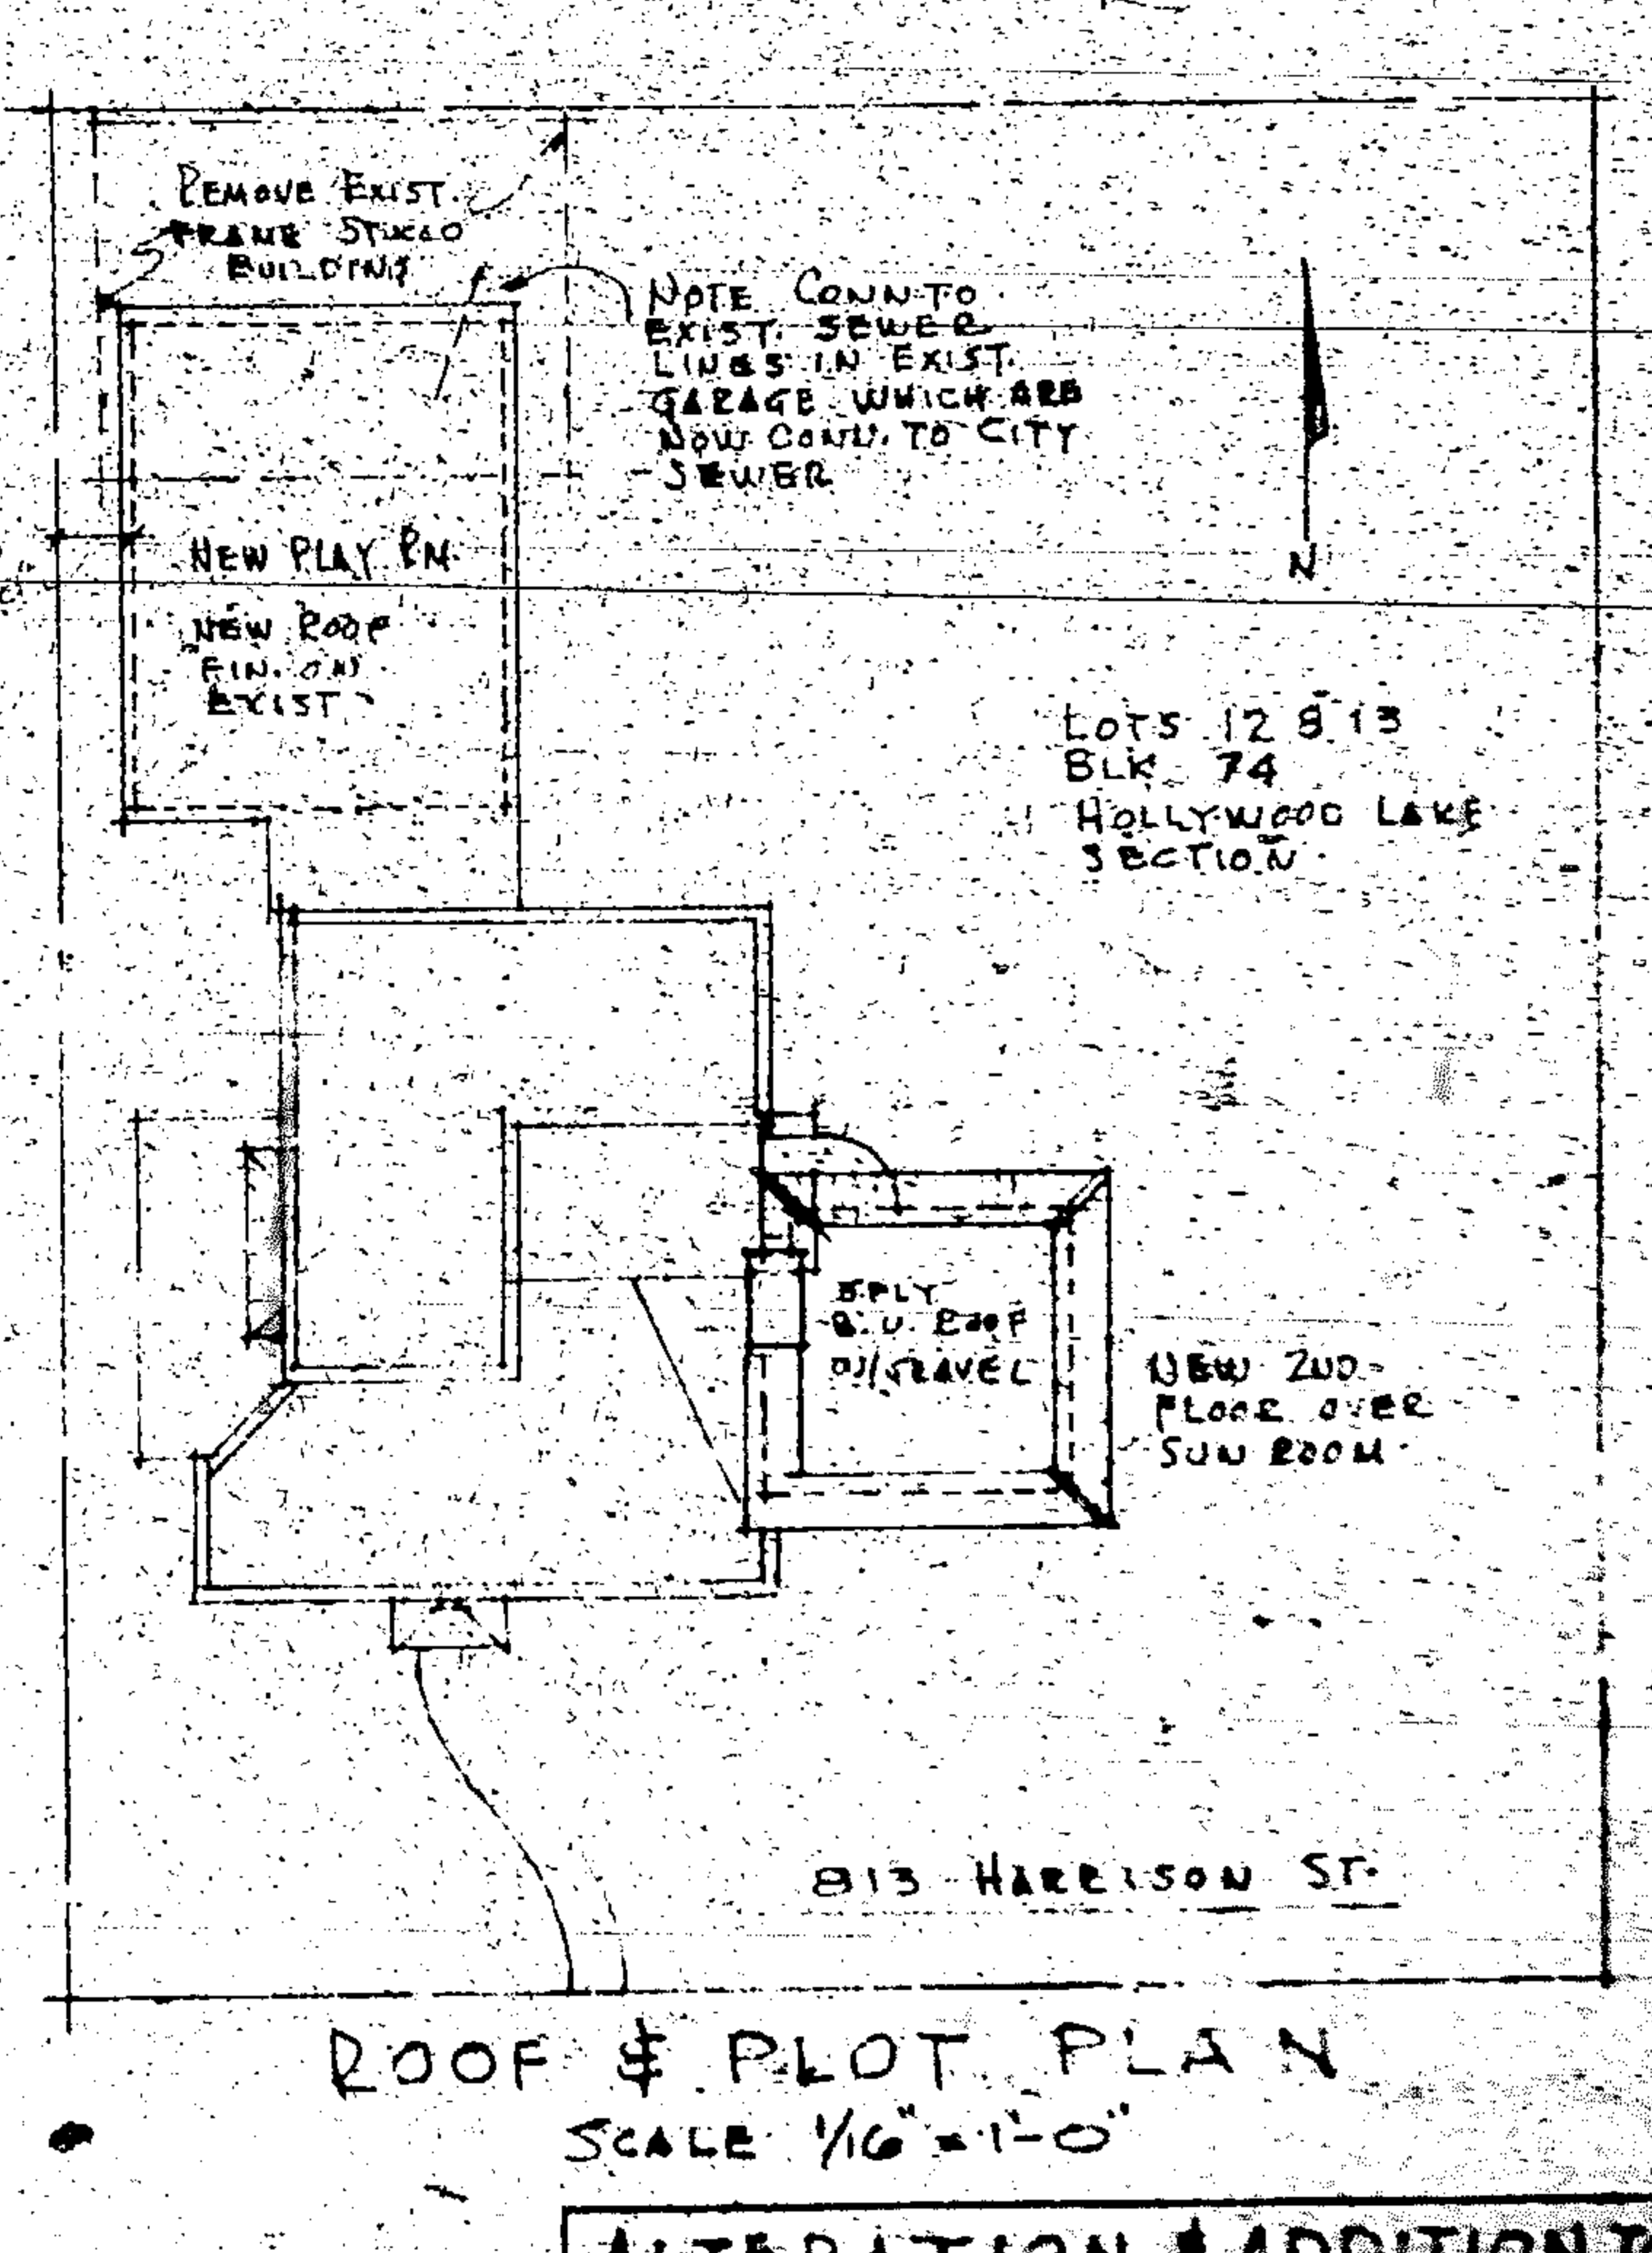 REMOVE EXIST.
FRAME STUCCO
BUILDING
NOTE CONN. TO
EXIST. SEWER
LINES IN EXIST.
GARAGE WHICH ARE
NOW CONN. TO CITY
SEWER
N
NEW PLAY RM.
NEW ROOF
FIN. ON
EXIST.
LOTS 12 & 13
BLK 74
HOLLYWOOD LAKE
SECTION
5 PLY
B. U. ROOF
W/GRAVEL
NEW 2ND
FLOOR OVER
SUN ROOM
813 HARRISON ST.
ROOF & PLOT PLAN
SCALE 1/16" = 1'-0"
ALTERATION & ADDITION